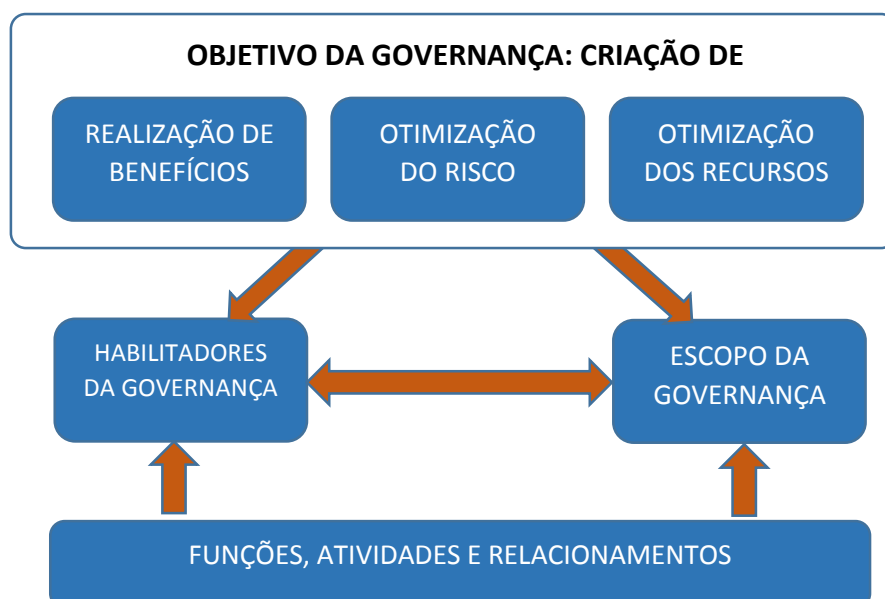 OBJETIVO DA GOVERNANÇA: CRIAÇÃO DE
REALIZAÇÃO DE
BENEFÍCIOS
OTIMIZAÇÃO
DO RISCO
OTIMIZAÇÃO
DOS RECURSOS
HABILITADORES
DA GOVERNANÇA
ESCOPO DA
GOVERNANÇA
FUNÇÕES, ATIVIDADES E RELACIONAMENTOS